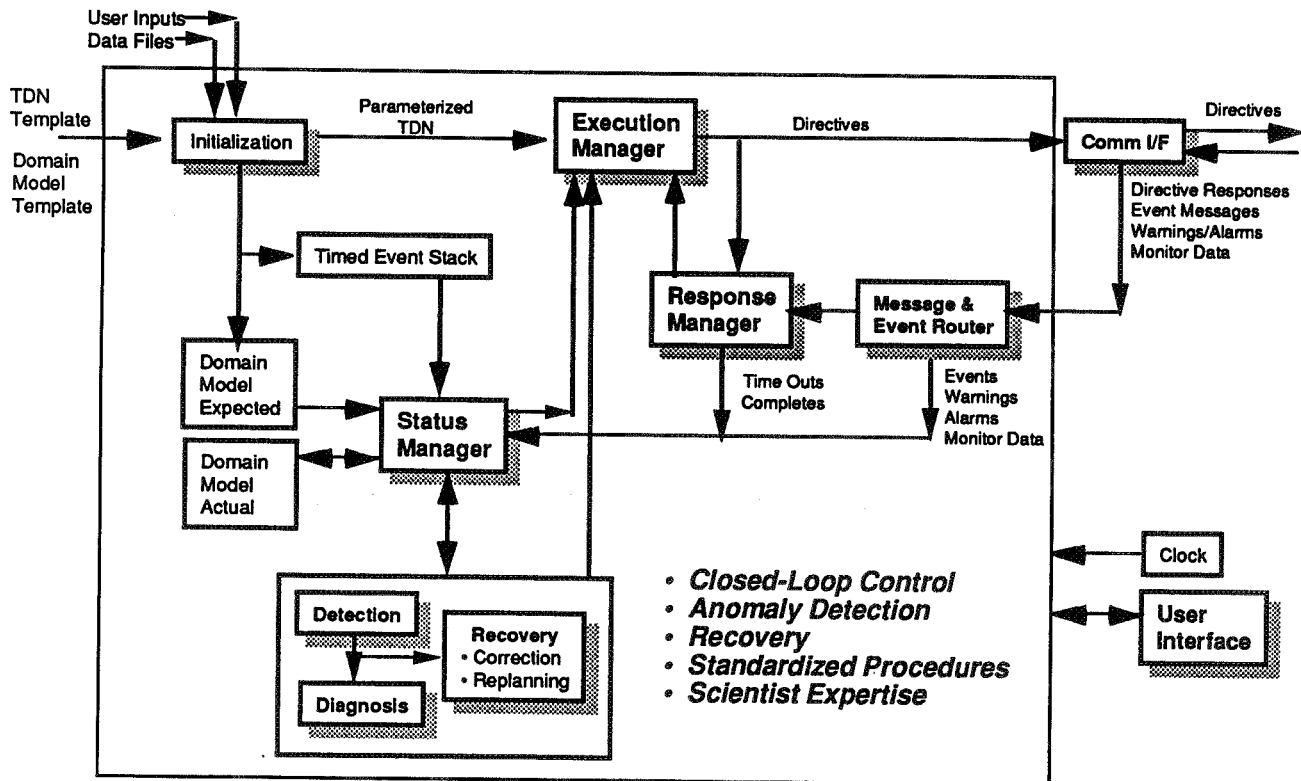 User Inputs
Data Files
TDN
Template
Domain
Model
Template
Initialization
Parameterized
TDN
Execution
Manager
Directives
Comm I/F
Directives
Directive Responses
Event Messages
Warnings/Alarms
Monitor Data
Timed Event Stack
Response
Manager
Message &
Event Router
Domain
Model
Expected
Time Outs
Completes
Events
Warnings
Alarms
Monitor Data
Status
Manager
Domain
Model
Actual
Clock
User
Interface
Detection
Diagnosis
Recovery
• Correction
• Replanning
• Closed-Loop Control
• Anomaly Detection
• Recovery
• Standardized Procedures
• Scientist Expertise